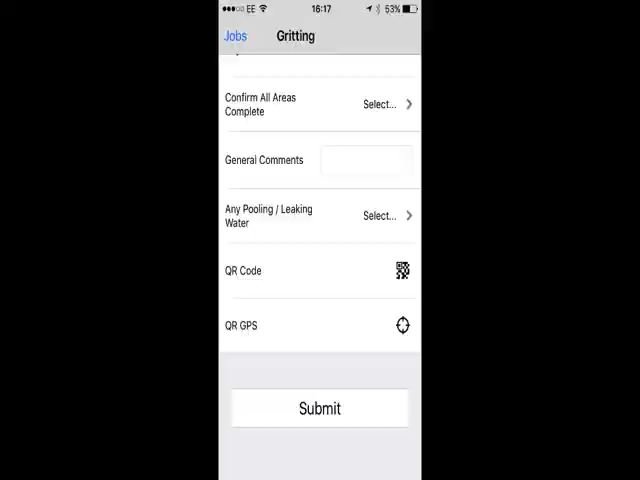 EE 16:17 53%
Jobs Gritting
Confirm All Areas
Complete
Select...
General Comments
Any Pooling / Leaking
Water
Select...
QR Code
QR GPS
Submit